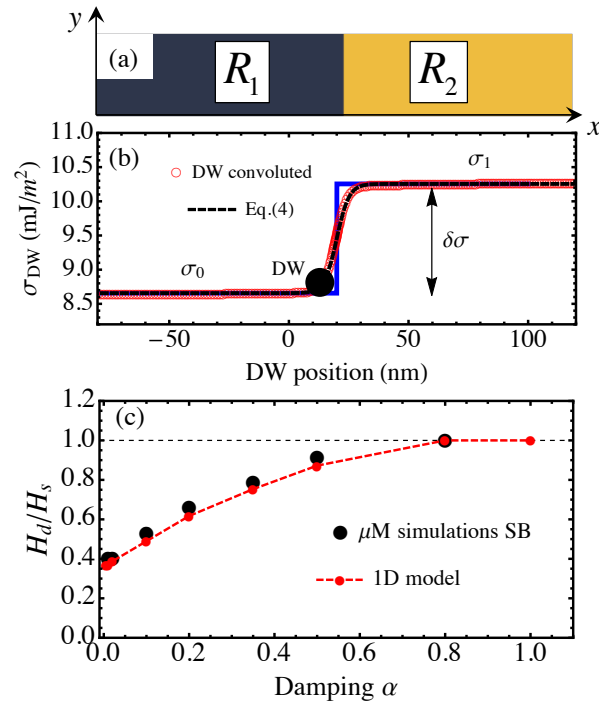 y
(a)
R₁
R₂
x
(b)
σ_DW (mJ/m²)
11.0
10.5
10.0
9.5
9.0
8.5
DW convoluted
Eq.(4)
σ₁
σ₀
DW
δσ
−50 0 50 100
DW position (nm)
(c)
H_d/H_s
1.2
1.0
0.8
0.6
0.4
0.2
0.0
μM simulations SB
1D model
0.0 0.2 0.4 0.6 0.8 1.0
Damping α